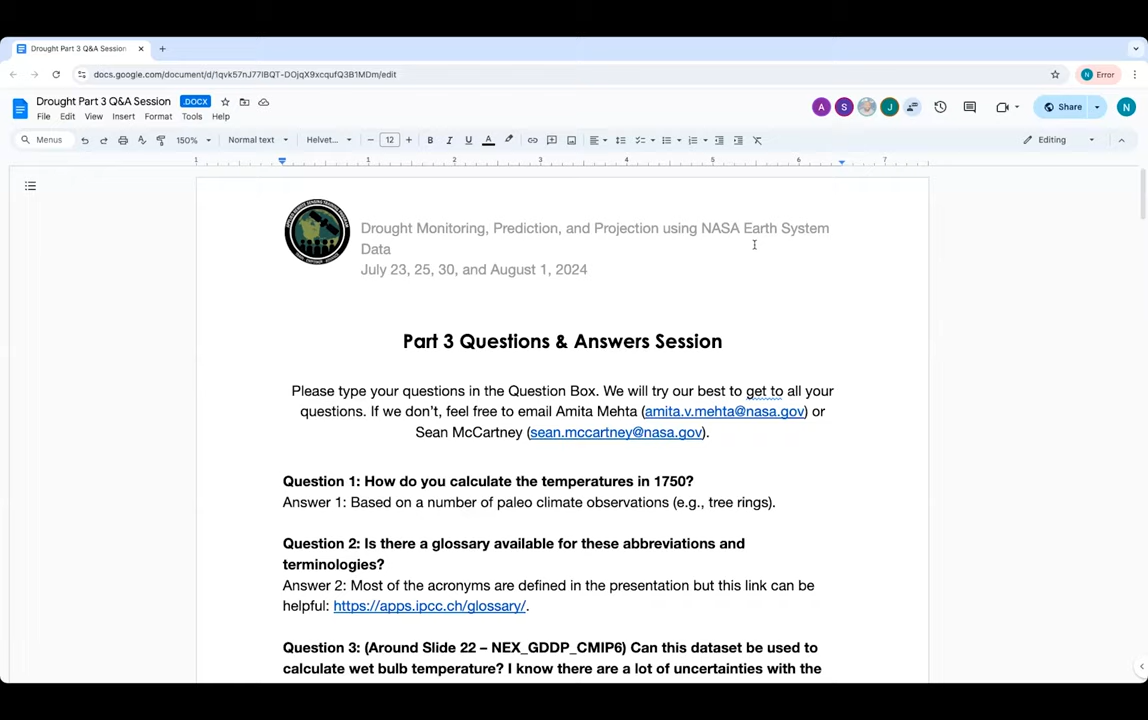 Drought Part 3 Q&A Session
docs.google.com/document/d/1qvk57nJ77IBQT-DOjqX9xcqufQ3B1MDm/edit
Error
Drought Part 3 Q&A Session .DOCX
File Edit View Insert Format Tools Help
A S J Share N
Menus 150% Normal text Helvet... 12 B I U A Editing
1 1 2 3 4 5 6 7
Drought Monitoring, Prediction, and Projection using NASA Earth System
Data
July 23, 25, 30, and August 1, 2024
Part 3 Questions & Answers Session
Please type your questions in the Question Box. We will try our best to get to all your
questions. If we don't, feel free to email Amita Mehta (amita.v.mehta@nasa.gov) or
Sean McCartney (sean.mccartney@nasa.gov).
Question 1: How do you calculate the temperatures in 1750?
Answer 1: Based on a number of paleo climate observations (e.g., tree rings).
Question 2: Is there a glossary available for these abbreviations and
terminologies?
Answer 2: Most of the acronyms are defined in the presentation but this link can be
helpful: https://apps.ipcc.ch/glossary/.
Question 3: (Around Slide 22 – NEX_GDDP_CMIP6) Can this dataset be used to
calculate wet bulb temperature? I know there are a lot of uncertainties with the